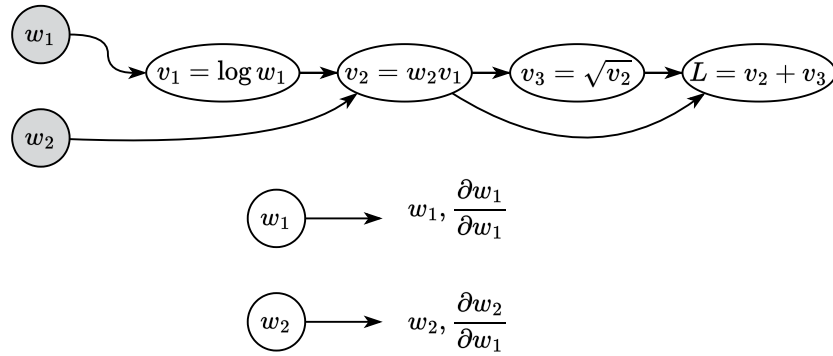 w₁
v₁ = log w₁
v₂ = w₂v₁
v₃ = √v₂
L = v₂ + v₃
w₂
w₁
w₁, ∂w₁/∂w₁
w₂
w₂, ∂w₂/∂w₁